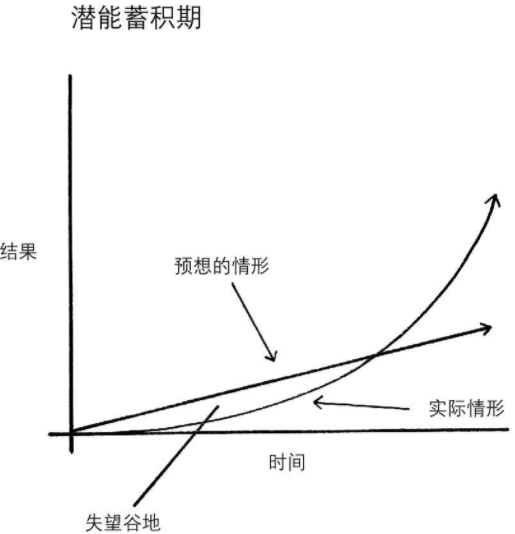 潜能蓄积期
结果
预想的情形
实际情形
时间
失望谷地